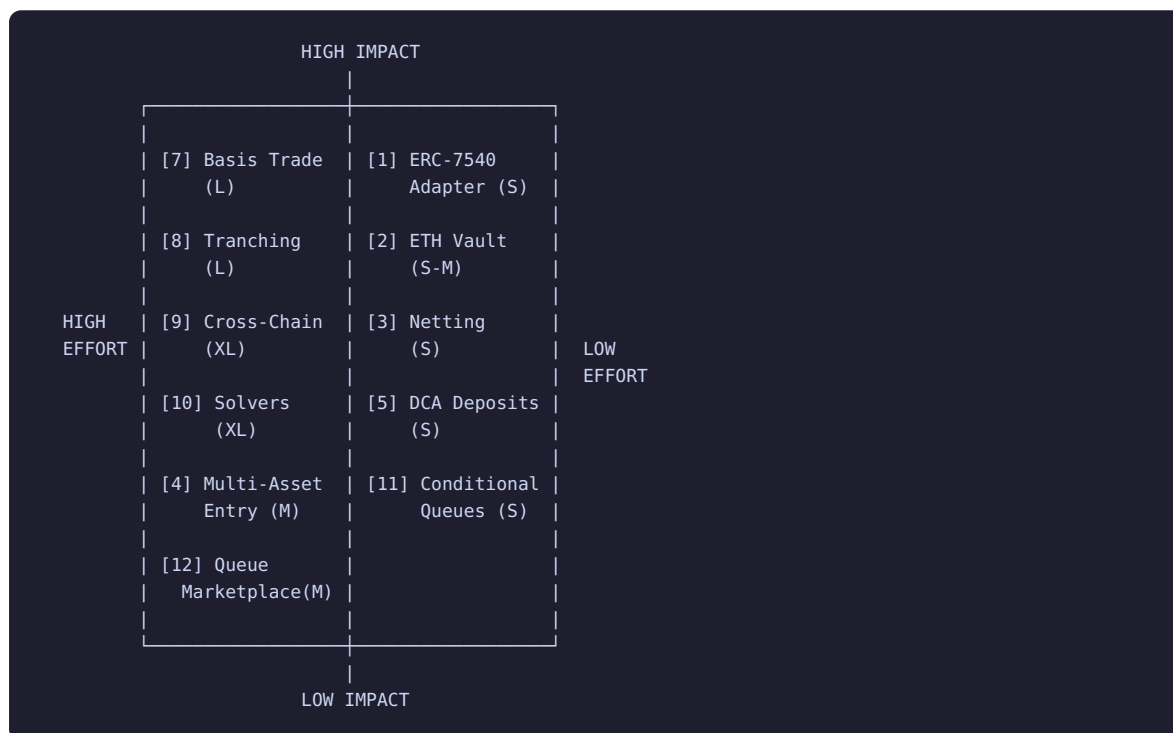 HIGH IMPACT
[7] Basis Trade [1] ERC-7540
(L) Adapter (S)
[8] Tranching [2] ETH Vault
(L) (S-M)
HIGH [9] Cross-Chain [3] Netting
EFFORT (XL) (S) LOW
EFFORT
[10] Solvers [5] DCA Deposits
(XL) (S)
[4] Multi-Asset [11] Conditional
Entry (M) Queues (S)
[12] Queue
Marketplace(M)
LOW IMPACT